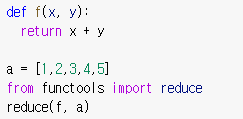 def f(x, y):
  return x + y

a = [1,2,3,4,5]
from functools import reduce
reduce(f, a)